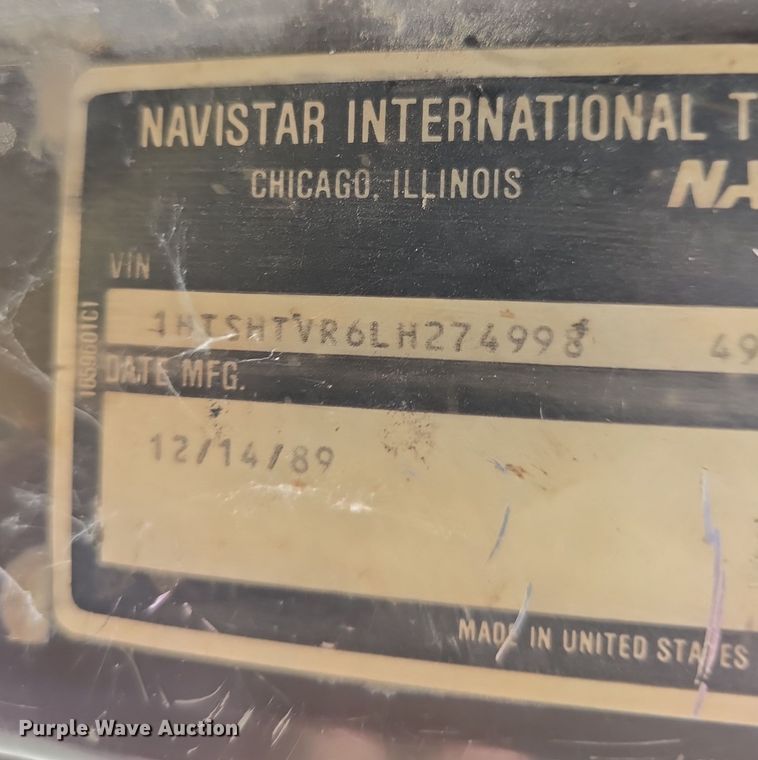 NAVISTAR INTERNATIONAL T
CHICAGO, ILLINOIS
NA
VIN
1HTSHTVR6LH274998 49
DATE MFG.
12/14/89
MADE IN UNITED STATES
Purple Wave Auction